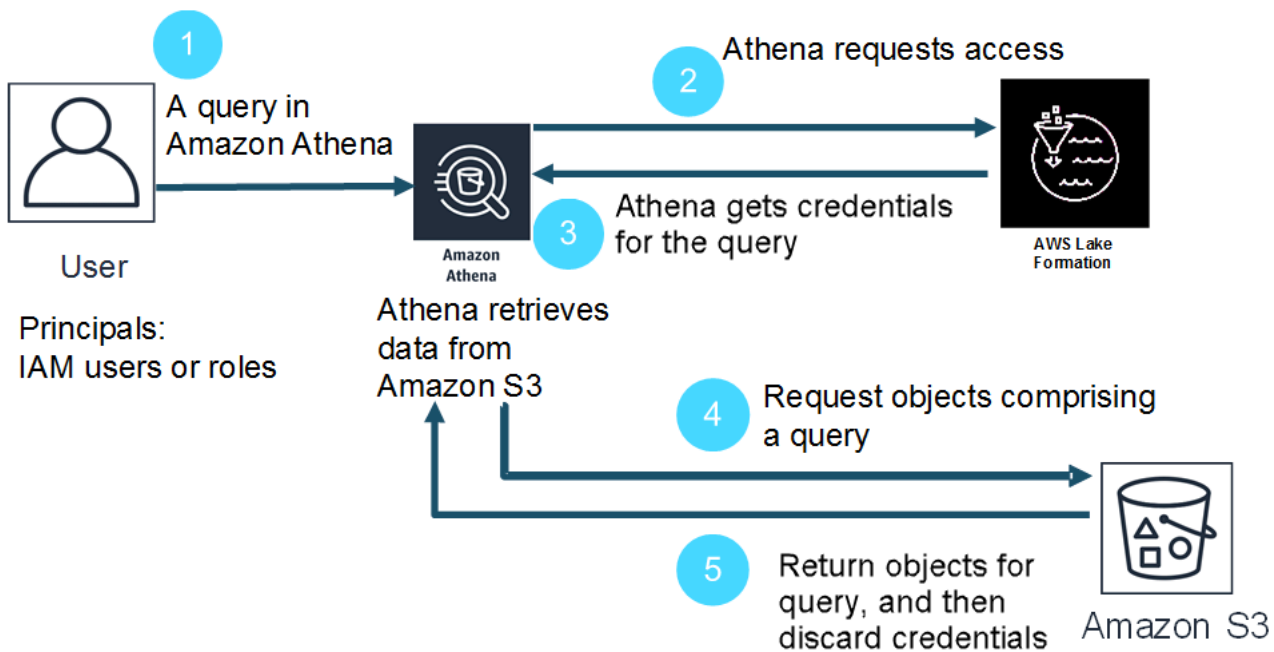 1
A query in
Amazon Athena
User
Principals:
IAM users or roles
Amazon
Athena
2
Athena requests access
3
Athena gets credentials
for the query
AWS Lake
Formation
Athena retrieves
data from
Amazon S3
4
Request objects comprising
a query
5
Return objects for
query, and then
discard credentials
Amazon S3